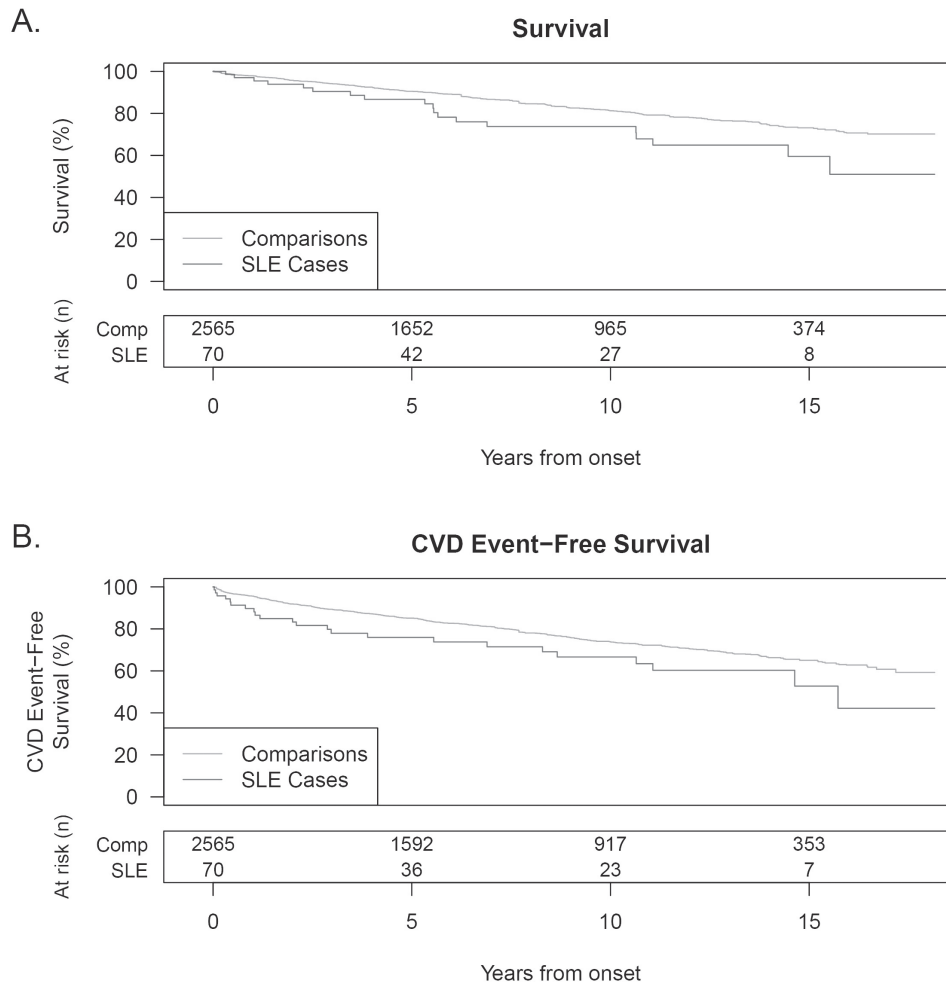 A.
Survival
Survival (%)
100
80
60
40
20
0
Comparisons
SLE Cases
At risk (n)
Comp 2565 1652 965 374
SLE 70 42 27 8
0 5 10 15
Years from onset
B.
CVD Event−Free Survival
CVD Event−Free
Survival (%)
100
80
60
40
20
0
Comparisons
SLE Cases
At risk (n)
Comp 2565 1592 917 353
SLE 70 36 23 7
0 5 10 15
Years from onset